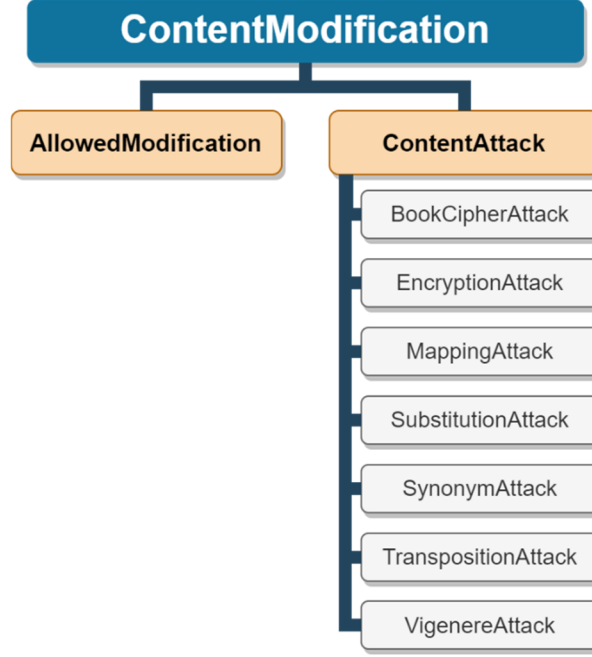 ContentModification
AllowedModification
ContentAttack
BookCipherAttack
EncryptionAttack
MappingAttack
SubstitutionAttack
SynonymAttack
TranspositionAttack
VigenereAttack